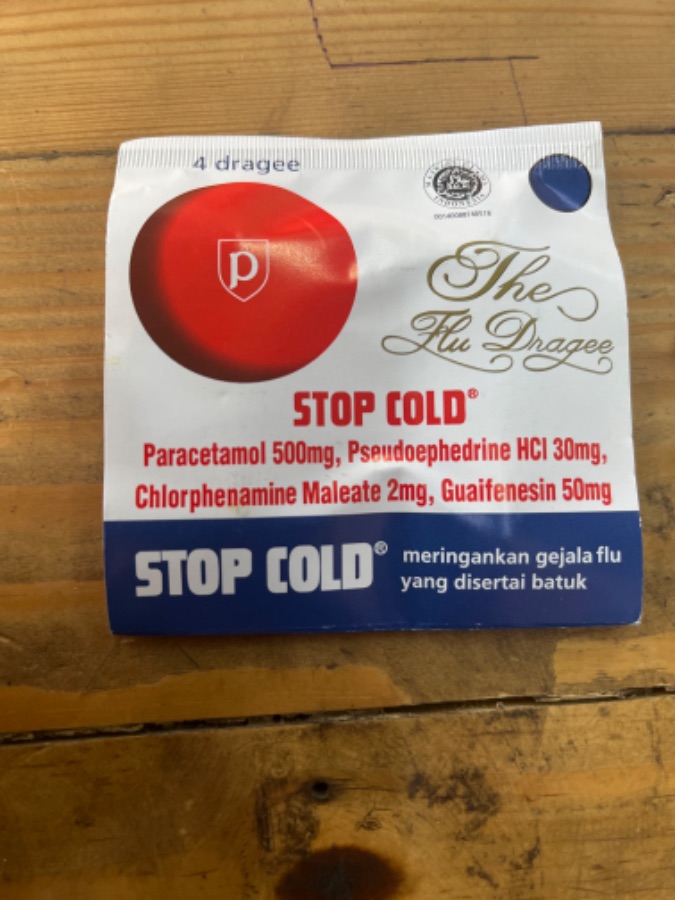 4 dragee
p
The
Flu Dragee
STOP COLD®
Paracetamol 500mg, Pseudoephedrine HCl 30mg,
Chlorphenamine Maleate 2mg, Guaifenesin 50mg
STOP COLD® meringankan gejala flu
yang disertai batuk